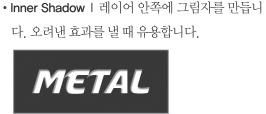 • Inner Shadow | 레이어 안쪽에 그림자를 만듭니
다. 오려낸 효과를 낼 때 유용합니다.
METAL